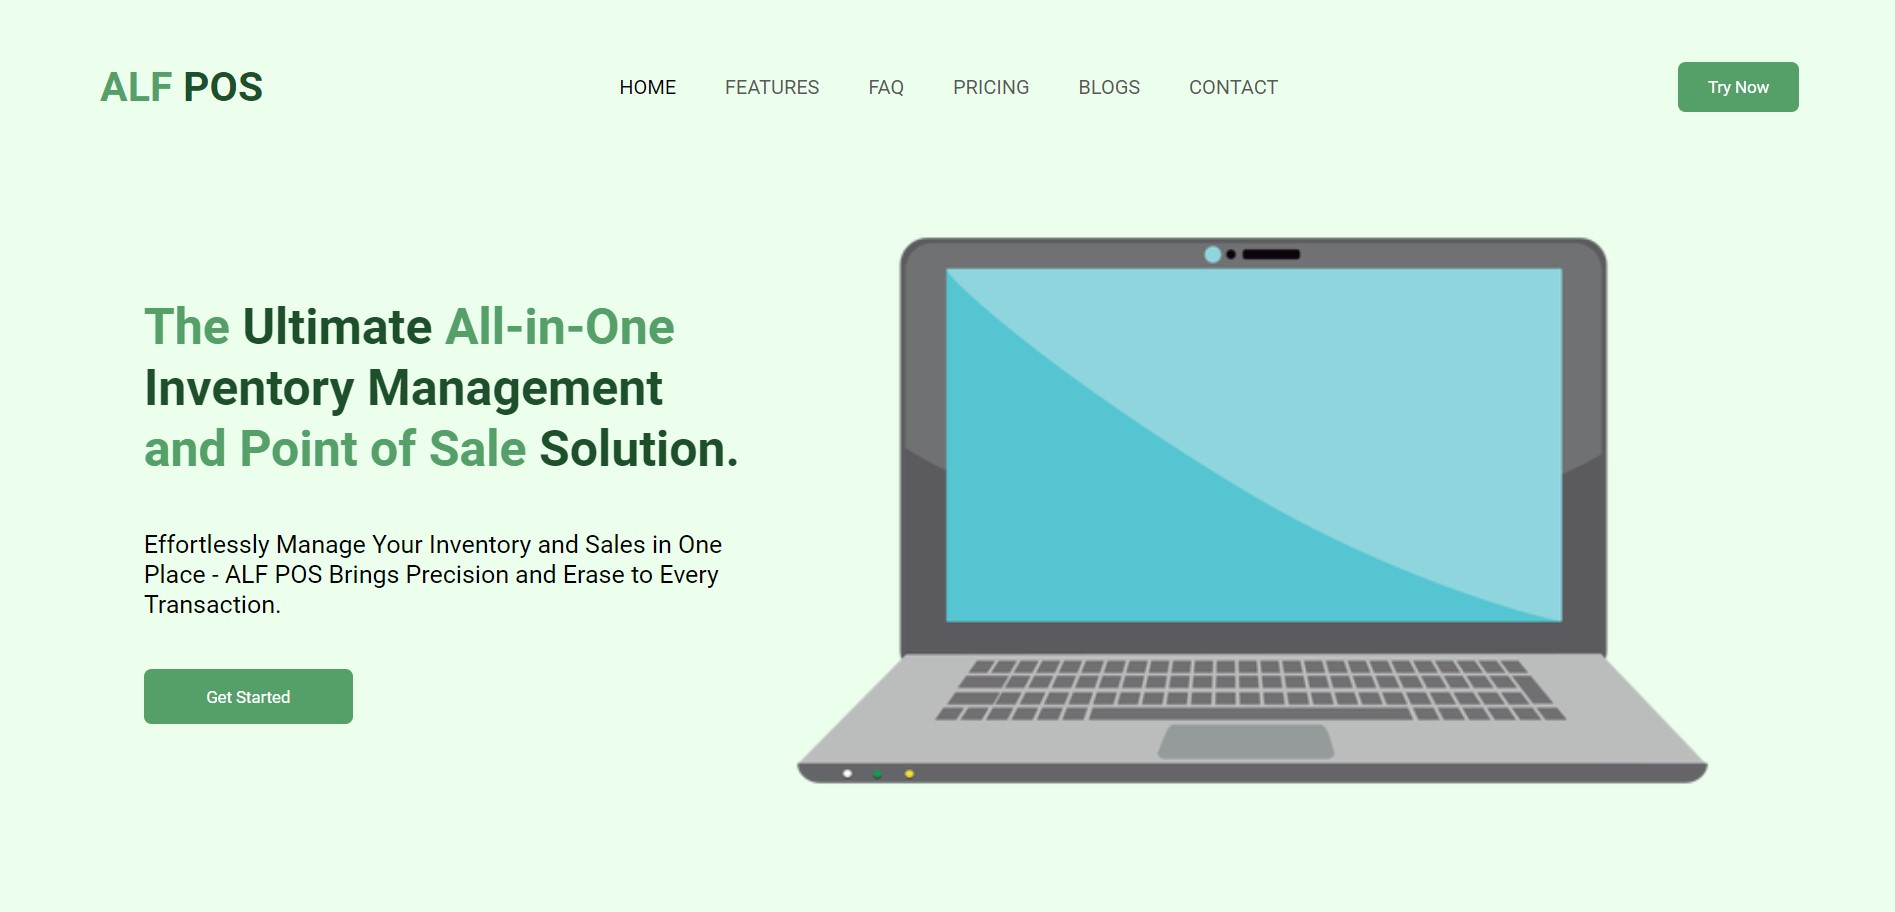 ALF POS
HOME FEATURES FAQ PRICING BLOGS CONTACT
Try Now
The Ultimate All-in-One
Inventory Management
and Point of Sale Solution.
Effortlessly Manage Your Inventory and Sales in One
Place - ALF POS Brings Precision and Erase to Every
Transaction.
Get Started